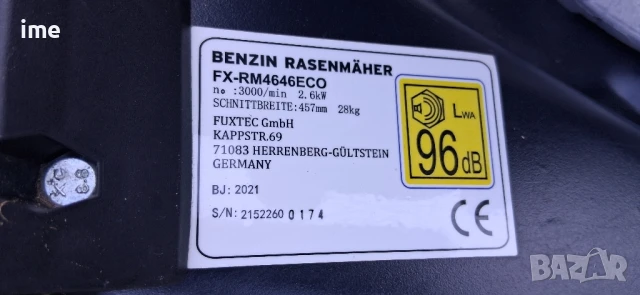 ime
BENZIN RASENMÄHER
FX-RM4646ECO
n₀ :3000/min 2.6kW
SCHNITTBREITE:457mm 28kg
FUXTEC GmbH
KAPPSTR.69
71083 HERRENBERG-GÜLTSTEIN
GERMANY
BJ: 2021
S/N: 2152260 0174
LWA
96dB
CE
BAZAR